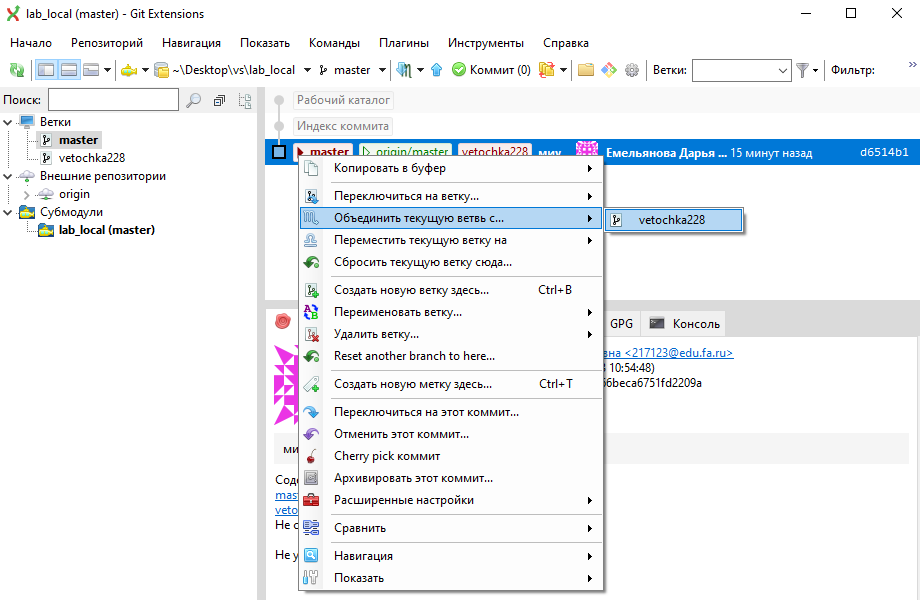 lab_local (master) - Git Extensions
Начало Репозиторий Навигация Показать Команды Плагины Инструменты Справка
~\Desktop\vs\lab_local master Коммит (0) Ветки: Фильтр: »
Поиск:
Рабочий каталог
Индекс коммита
Ветки
master
vetochka228
Внешние репозитории
origin
Субмодули
lab_local (master)
master origin/master vetochka228 миу Емельянова Дарья ... 15 минут назад d6514b1
Копировать в буфер
Переключиться на ветку...
Объединить текущую ветвь с...
vetochka228
Переместить текущую ветку на
Сбросить текущую ветку сюда...
Создать новую ветку здесь... Ctrl+B
Переименовать ветку...
Удалить ветку...
Reset another branch to here...
Создать новую метку здесь... Ctrl+T
Переключиться на этот коммит...
Отменить этот коммит...
Cherry pick коммит
Архивировать этот коммит...
Расширенные настройки
Сравнить
Навигация
Показать
GPG Консоль
вна <217123@edu.fa.ru>
10:54:48)
6beca6751fd2209a
ми
Соде
mas
veto
Не с
Не у